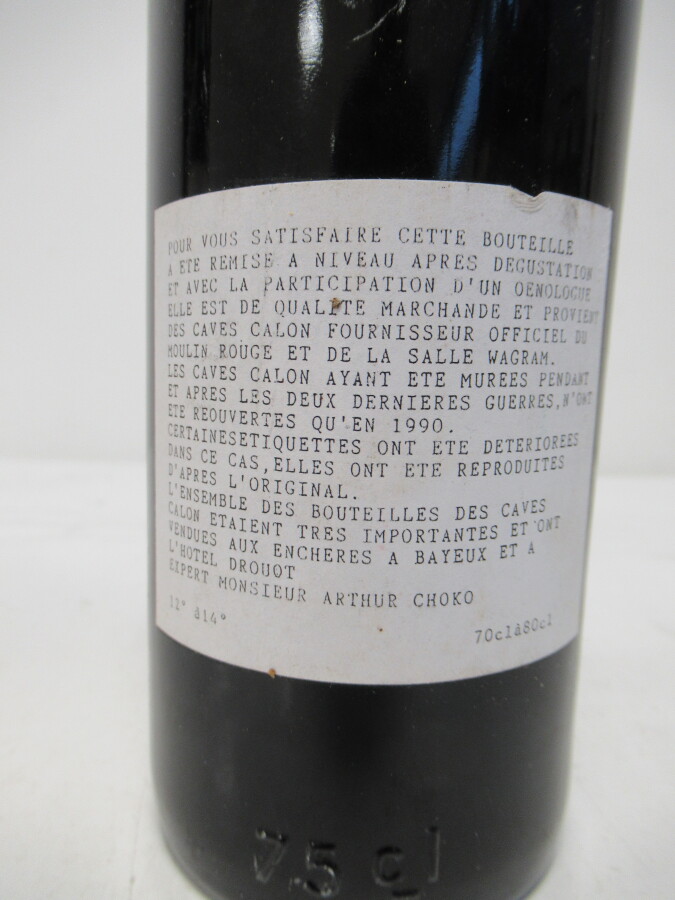 POUR VOUS SATISFAIRE CETTE BOUTEILLE
A ETE REMISE A NIVEAU APRES DEGUSTATION
ET AVEC LA PARTICIPATION D'UN OENOLOGUE
ELLE EST DE QUALITE MARCHANDE ET PROVIENT
DES CAVES CALON FOURNISSEUR OFFICIEL DU
MOULIN ROUGE ET DE LA SALLE WAGRAM.
LES CAVES CALON AYANT ETE MUREES PENDANT
ET APRES LES DEUX DERNIERES GUERRES,N'ONT
ETE REOUVERTES QU'EN 1990.
CERTAINESETIQUETTES ONT ETE DETERIOREES
DANS CE CAS,ELLES ONT ETE REPRODUITES
D'APRES L'ORIGINAL.
L'ENSEMBLE DES BOUTEILLES DES CAVES
CALON ETAIENT TRES IMPORTANTES ET ONT
VENDUES AUX ENCHERES A BAYEUX ET A
L'HOTEL DROUOT
EXPERT MONSIEUR ARTHUR CHOKO
12° à14°
70clà80cl
75cl